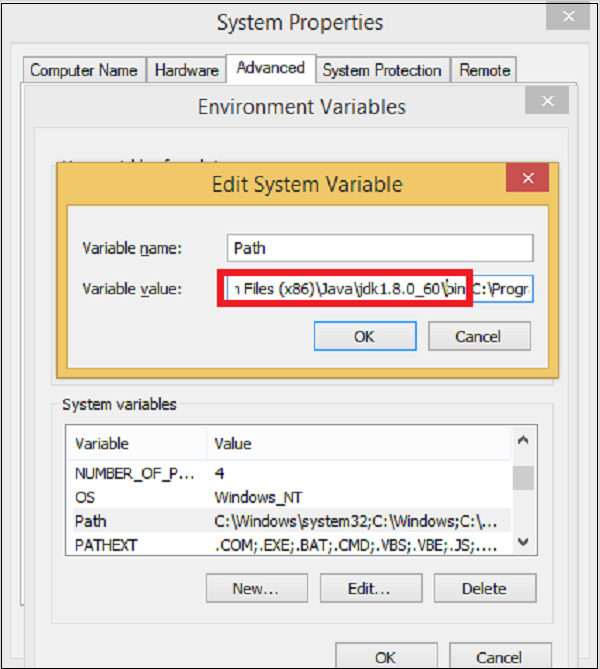 System Properties
Computer Name Hardware Advanced System Protection Remote
Environment Variables
Edit System Variable
Variable name: Path
Variable value: n Files (x86)\Java\jdk1.8.0_60\bin;C:\Progra
OK Cancel
System variables
Variable Value
NUMBER_OF_P... 4
OS Windows_NT
Path C:\Windows\system32;C:\Windows;C:\...
PATHEXT .COM;.EXE;.BAT;.CMD;.VBS;.VBE;.JS;....
New... Edit... Delete
OK Cancel